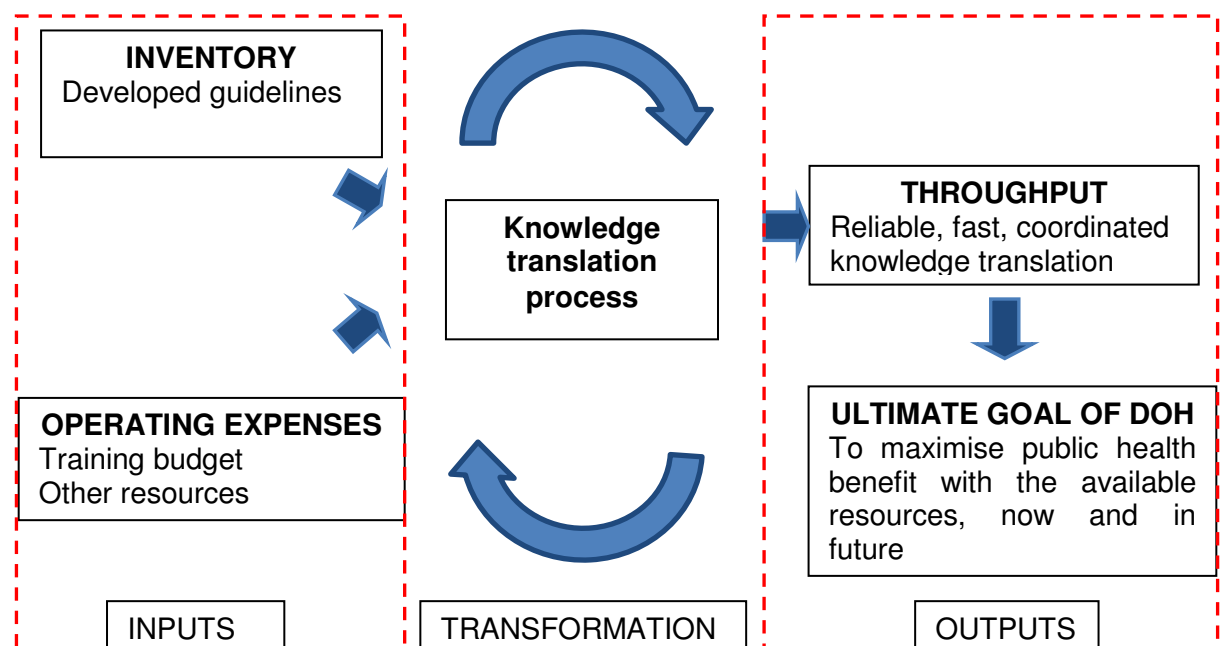 INVENTORY
Developed guidelines
OPERATING EXPENSES
Training budget
Other resources
INPUTS
Knowledge
translation
process
TRANSFORMATION
THROUGHPUT
Reliable, fast, coordinated
knowledge translation
ULTIMATE GOAL OF DOH
To maximise public health
benefit with the available
resources, now and in
future
OUTPUTS